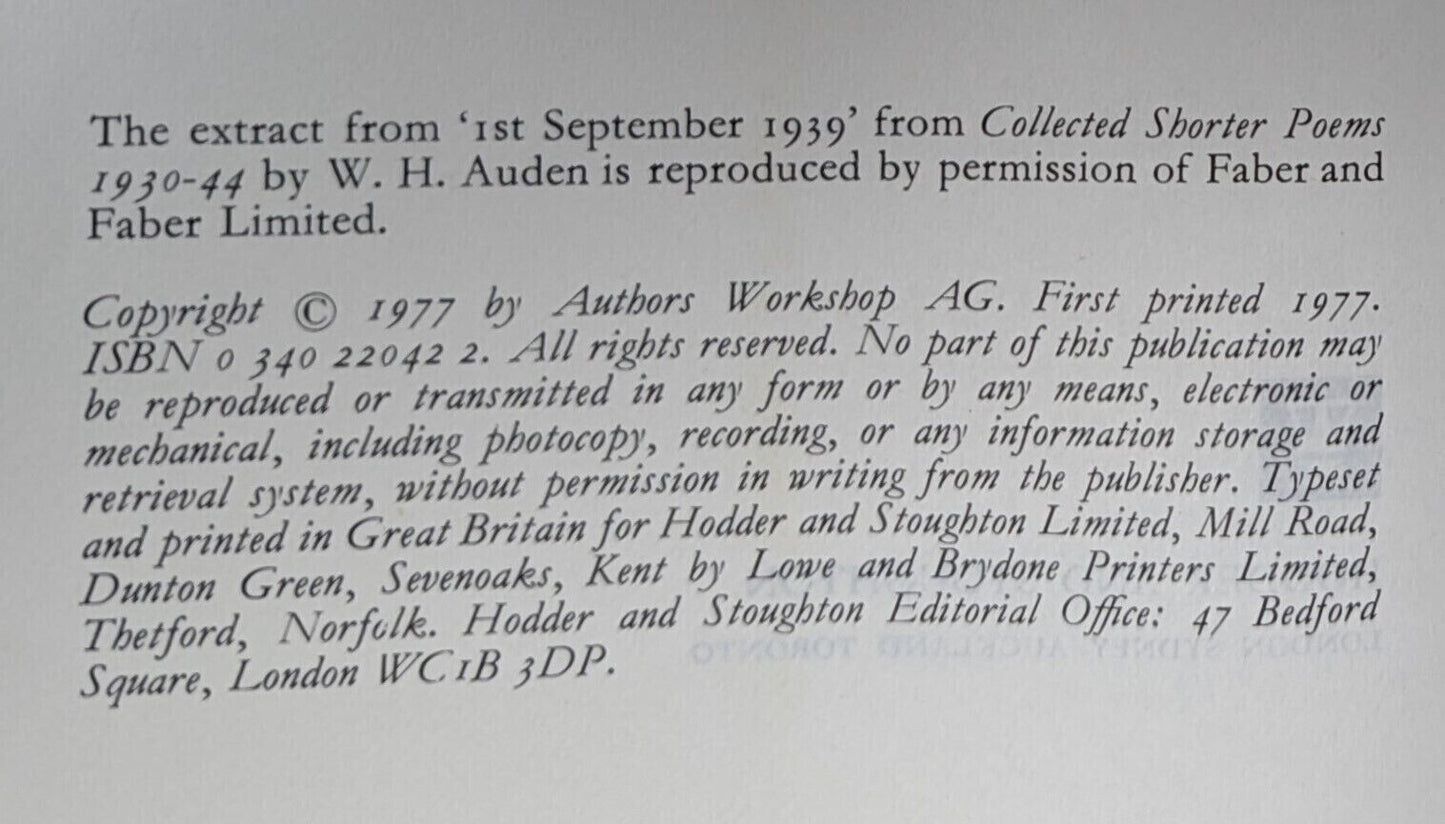 The extract from ‘1st September 1939’ from Collected Shorter Poems
1930-44 by W. H. Auden is reproduced by permission of Faber and
Faber Limited.
Copyright © 1977 by Authors Workshop AG. First printed 1977.
ISBN 0 340 22042 2. All rights reserved. No part of this publication may
be reproduced or transmitted in any form or by any means, electronic or
mechanical, including photocopy, recording, or any information storage and
retrieval system, without permission in writing from the publisher. Typeset
and printed in Great Britain for Hodder and Stoughton Limited, Mill Road,
Dunton Green, Sevenoaks, Kent by Lowe and Brydone Printers Limited,
Thetford, Norfolk. Hodder and Stoughton Editorial Office: 47 Bedford
Square, London WC1B 3DP.
LONDON SYDNEY AUCKLAND TORONTO